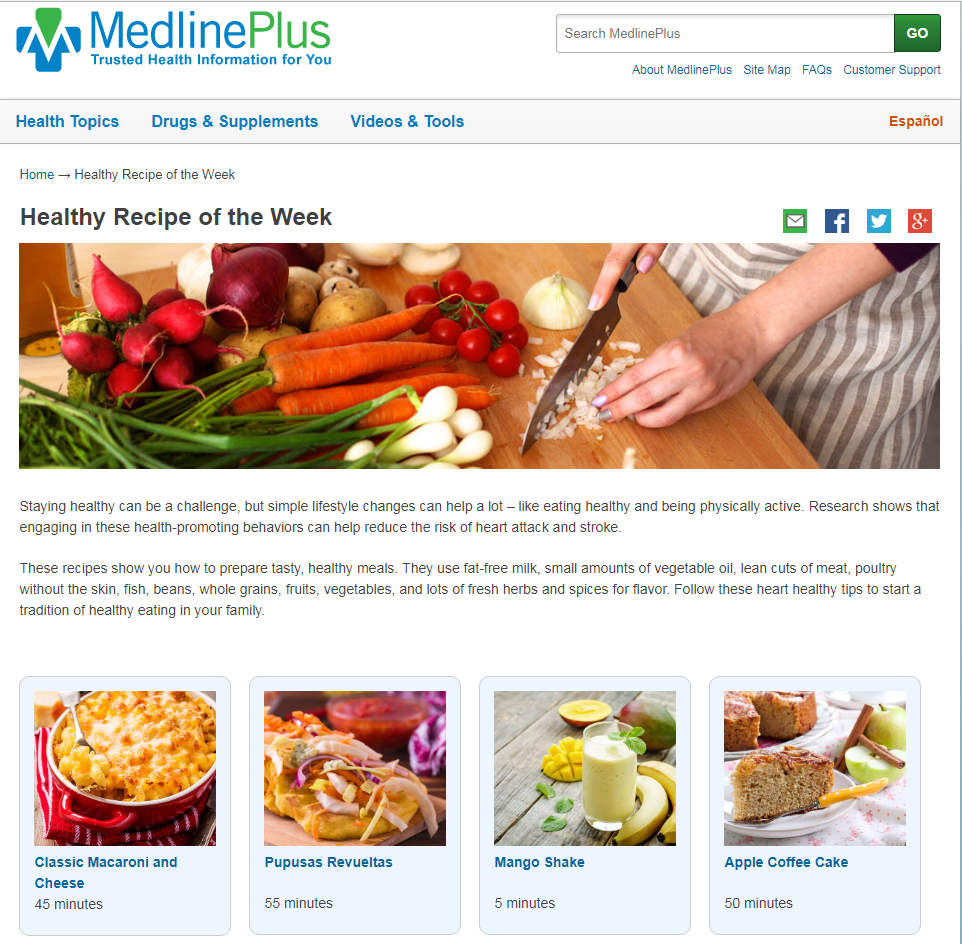 MedlinePlus
Trusted Health Information for You
Search MedlinePlus
GO
About MedlinePlus Site Map FAQs Customer Support
Health Topics Drugs & Supplements Videos & Tools Español
Home → Healthy Recipe of the Week
Healthy Recipe of the Week
Staying healthy can be a challenge, but simple lifestyle changes can help a lot – like eating healthy and being physically active. Research shows that
engaging in these health-promoting behaviors can help reduce the risk of heart attack and stroke.
These recipes show you how to prepare tasty, healthy meals. They use fat-free milk, small amounts of vegetable oil, lean cuts of meat, poultry
without the skin, fish, beans, whole grains, fruits, vegetables, and lots of fresh herbs and spices for flavor. Follow these heart healthy tips to start a
tradition of healthy eating in your family.
Classic Macaroni and
Cheese
45 minutes
Pupusas Revueltas
55 minutes
Mango Shake
5 minutes
Apple Coffee Cake
50 minutes